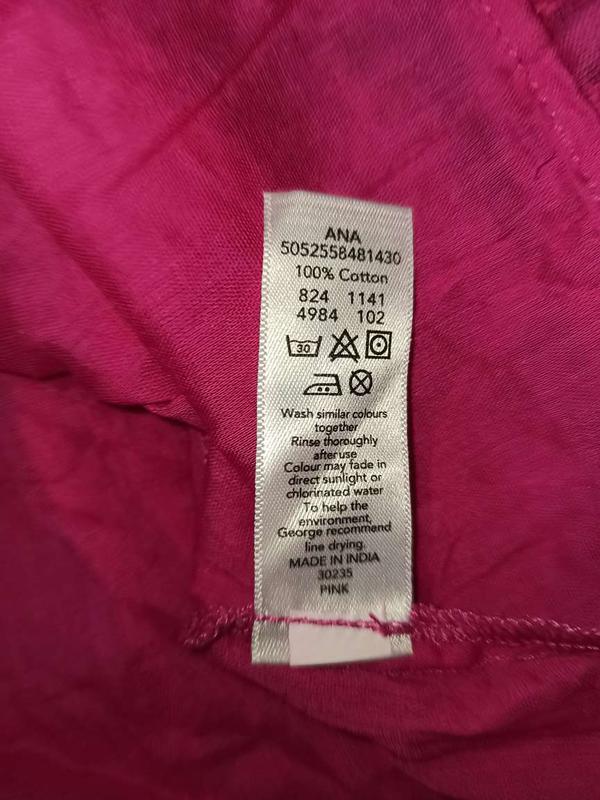 ANA
5052558481430
100% Cotton
824 1141
4984 102
30
Wash similar colours
together
Rinse thoroughly
after use
Colour may fade in
direct sunlight or
chlorinated water
To help the
environment,
George recommend
line drying.
MADE IN INDIA
30235
PINK